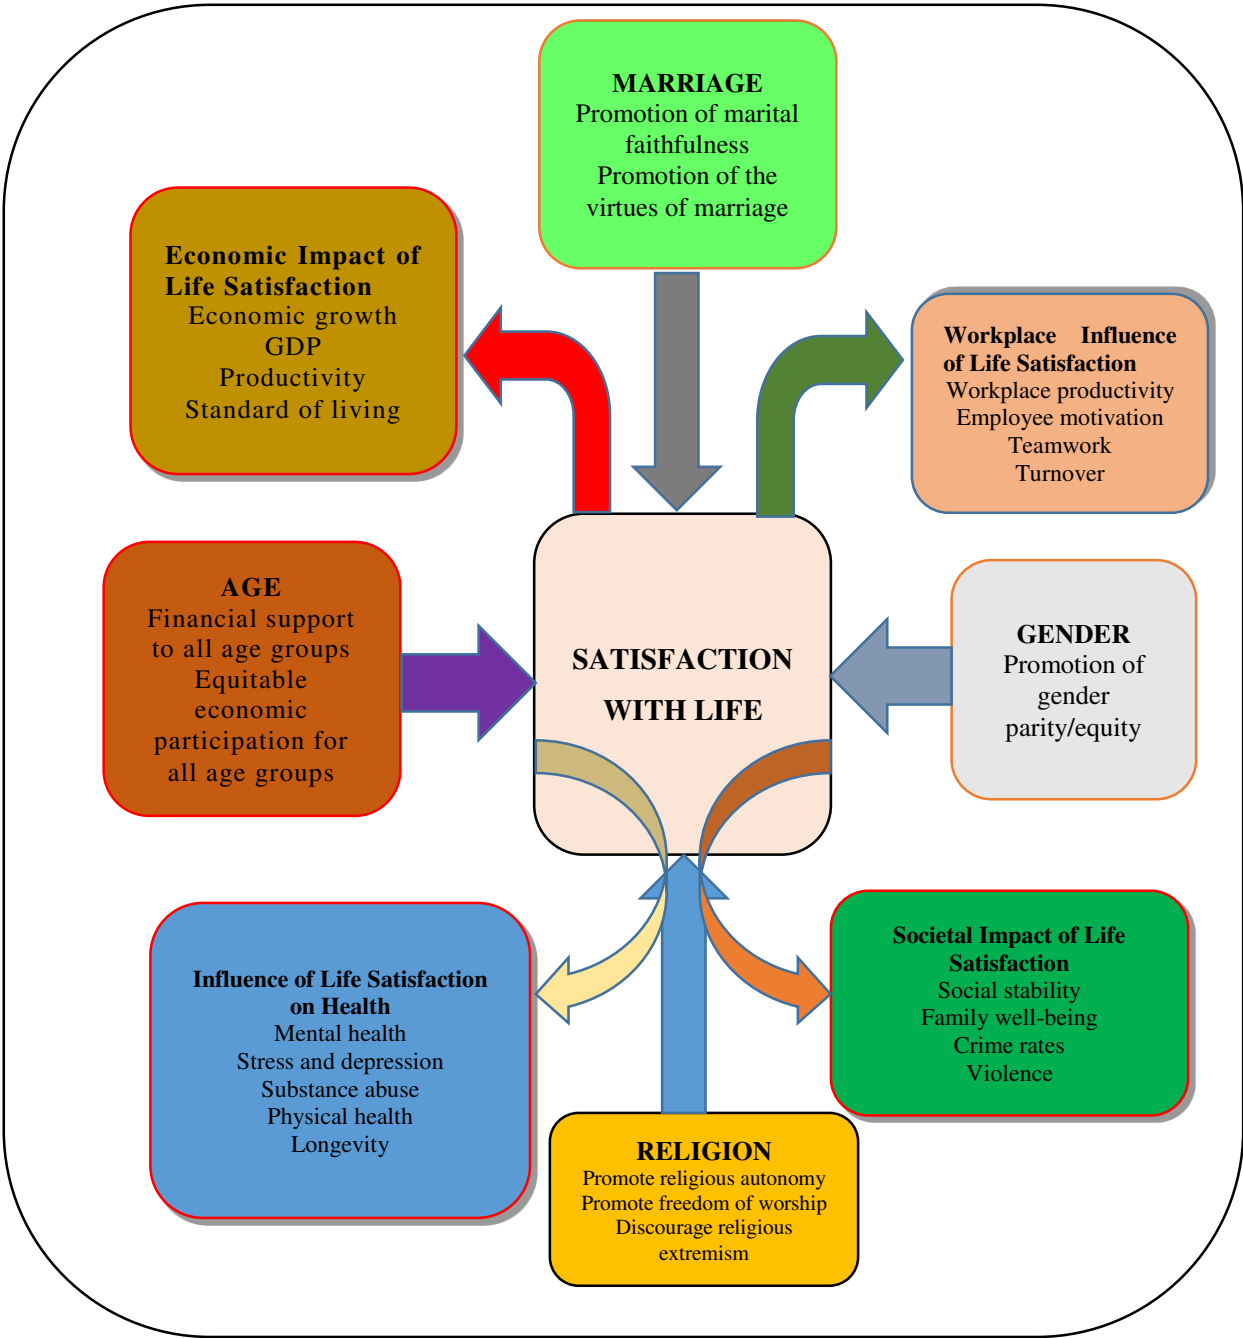 MARRIAGE
Promotion of marital
faithfulness
Promotion of the
virtues of marriage
Economic Impact of
Life Satisfaction
Economic growth
GDP
Productivity
Standard of living
Workplace Influence
of Life Satisfaction
Workplace productivity
Employee motivation
Teamwork
Turnover
AGE
Financial support
to all age groups
Equitable
economic
participation for
all age groups
SATISFACTION
WITH LIFE
GENDER
Promotion of
gender
parity/equity
Influence of Life Satisfaction
on Health
Mental health
Stress and depression
Substance abuse
Physical health
Longevity
Societal Impact of Life
Satisfaction
Social stability
Family well-being
Crime rates
Violence
RELIGION
Promote religious autonomy
Promote freedom of worship
Discourage religious
extremism